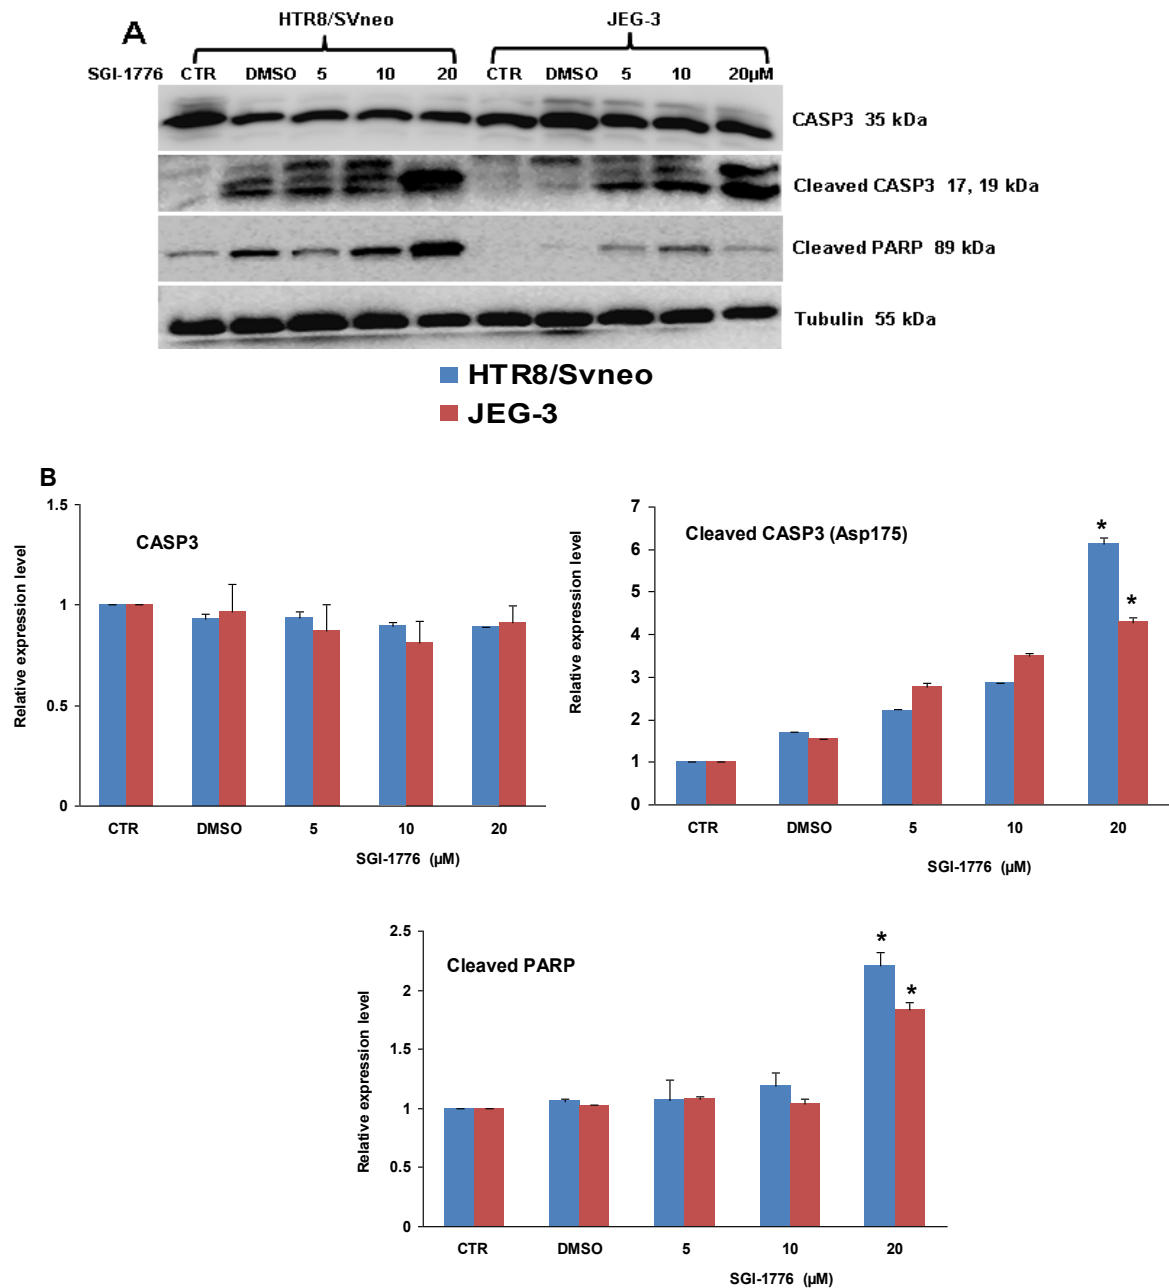 A
HTR8/SVneo JEG-3
SGI-1776 CTR DMSO 5 10 20 CTR DMSO 5 10 20µM
CASP3 35 kDa
Cleaved CASP3 17, 19 kDa
Cleaved PARP 89 kDa
Tubulin 55 kDa
HTR8/Svneo
JEG-3
B
CASP3
Relative expression level
1.5
1
0.5
0
CTR DMSO 5 10 20
SGI-1776 (µM)
Cleaved CASP3 (Asp175)
Relative expression level
7
6
5
4
3
2
1
0
* *
CTR DMSO 5 10 20
SGI-1776 (µM)
Cleaved PARP
Relative expression level
2.5
2
1.5
1
0.5
0
* *
CTR DMSO 5 10 20
SGI-1776 (µM)